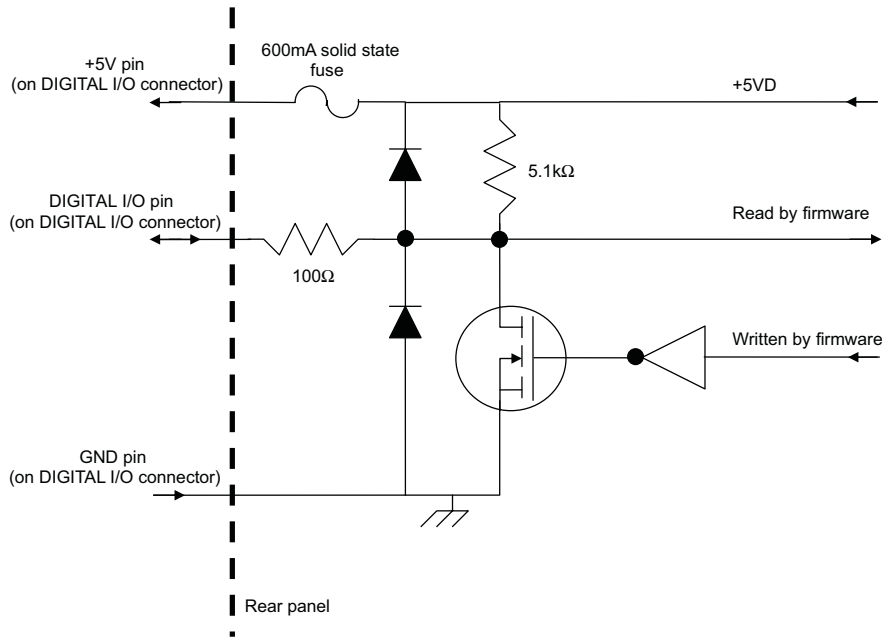 600mA solid state
fuse
+5V pin
(on DIGITAL I/O connector)
+5VD
5.1kΩ
DIGITAL I/O pin
(on DIGITAL I/O connector)
Read by firmware
100Ω
Written by firmware
GND pin
(on DIGITAL I/O connector)
Rear panel